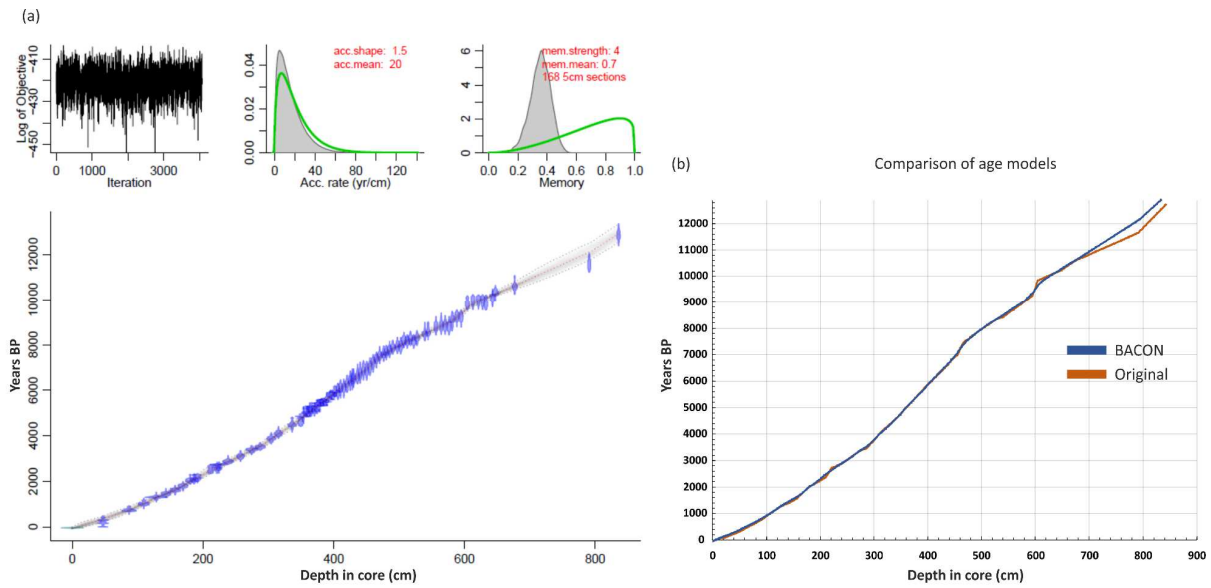 (a)
Log of Objective
−450 −430 −410
0 1000 3000
Iteration
acc.shape: 1.5
acc.mean: 20
0.00 0.02 0.04
0 40 80 120
Acc. rate (yr/cm)
mem.strength: 4
mem.mean: 0.7
168 5cm sections
0 2 4 6
0.0 0.2 0.4 0.6 0.8 1.0
Memory
Years BP
0 2000 4000 6000 8000 10000 12000
0 200 400 600 800
Depth in core (cm)
(b)
Comparison of age models
Years BP
12000
11000
10000
9000
8000
7000
6000
5000
4000
3000
2000
1000
0
BACON
Original
0 100 200 300 400 500 600 700 800 900
Depth in core (cm)